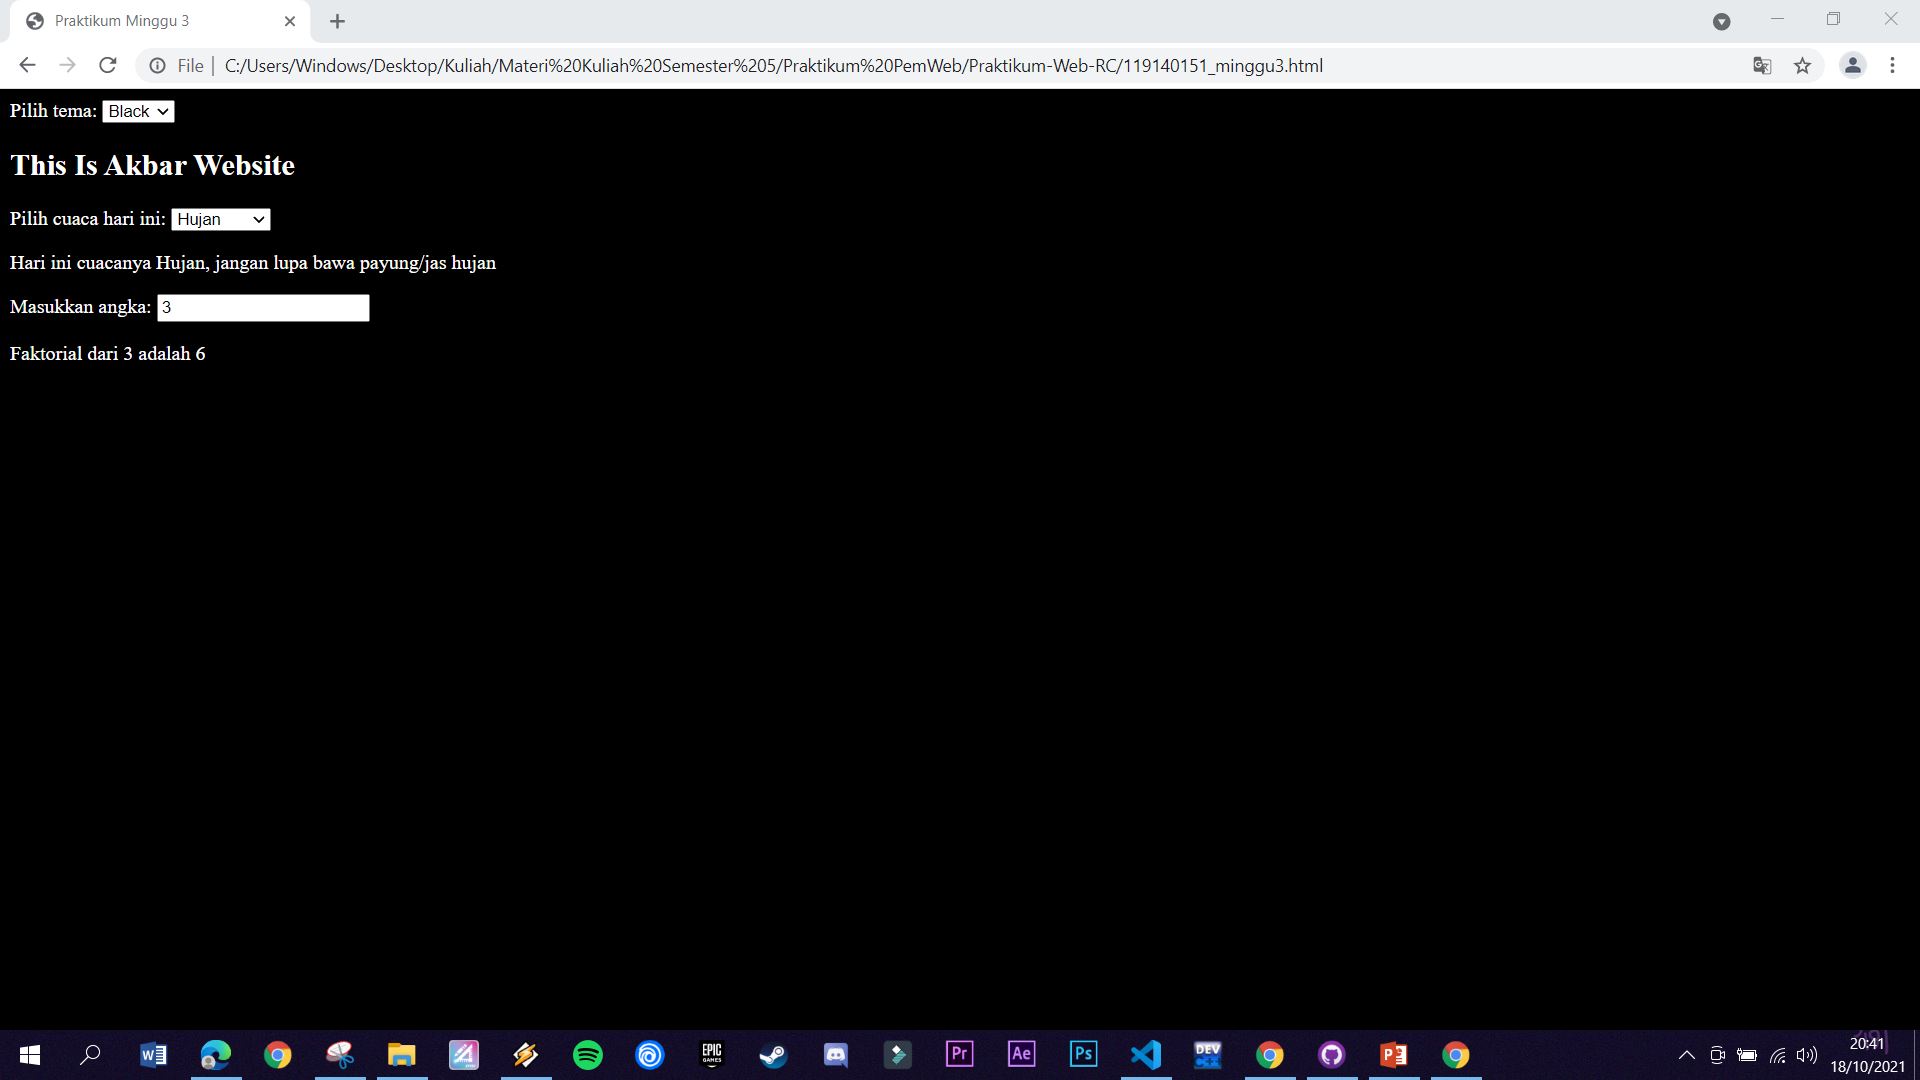 Praktikum Minggu 3
File | C:/Users/Windows/Desktop/Kuliah/Materi%20Kuliah%20Semester%205/Praktikum%20PemWeb/Praktikum-Web-RC/119140151_minggu3.html
Pilih tema: Black
This Is Akbar Website
Pilih cuaca hari ini: Hujan
Hari ini cuacanya Hujan, jangan lupa bawa payung/jas hujan
Masukkan angka: 3
Faktorial dari 3 adalah 6
EPIC GAMES
Pr
Ae
Ps
DEV C++
20:41
18/10/2021